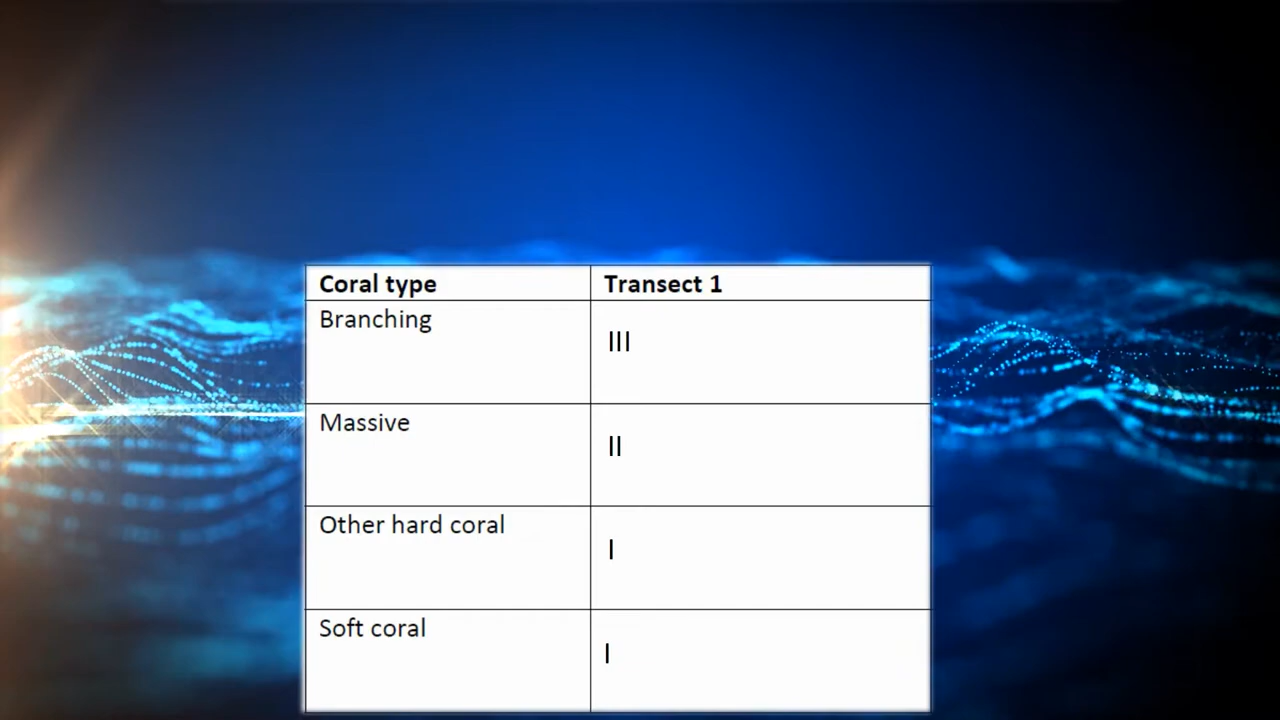 Coral type Transect 1
Branching
III
Massive
II
Other hard coral
I
Soft coral
I